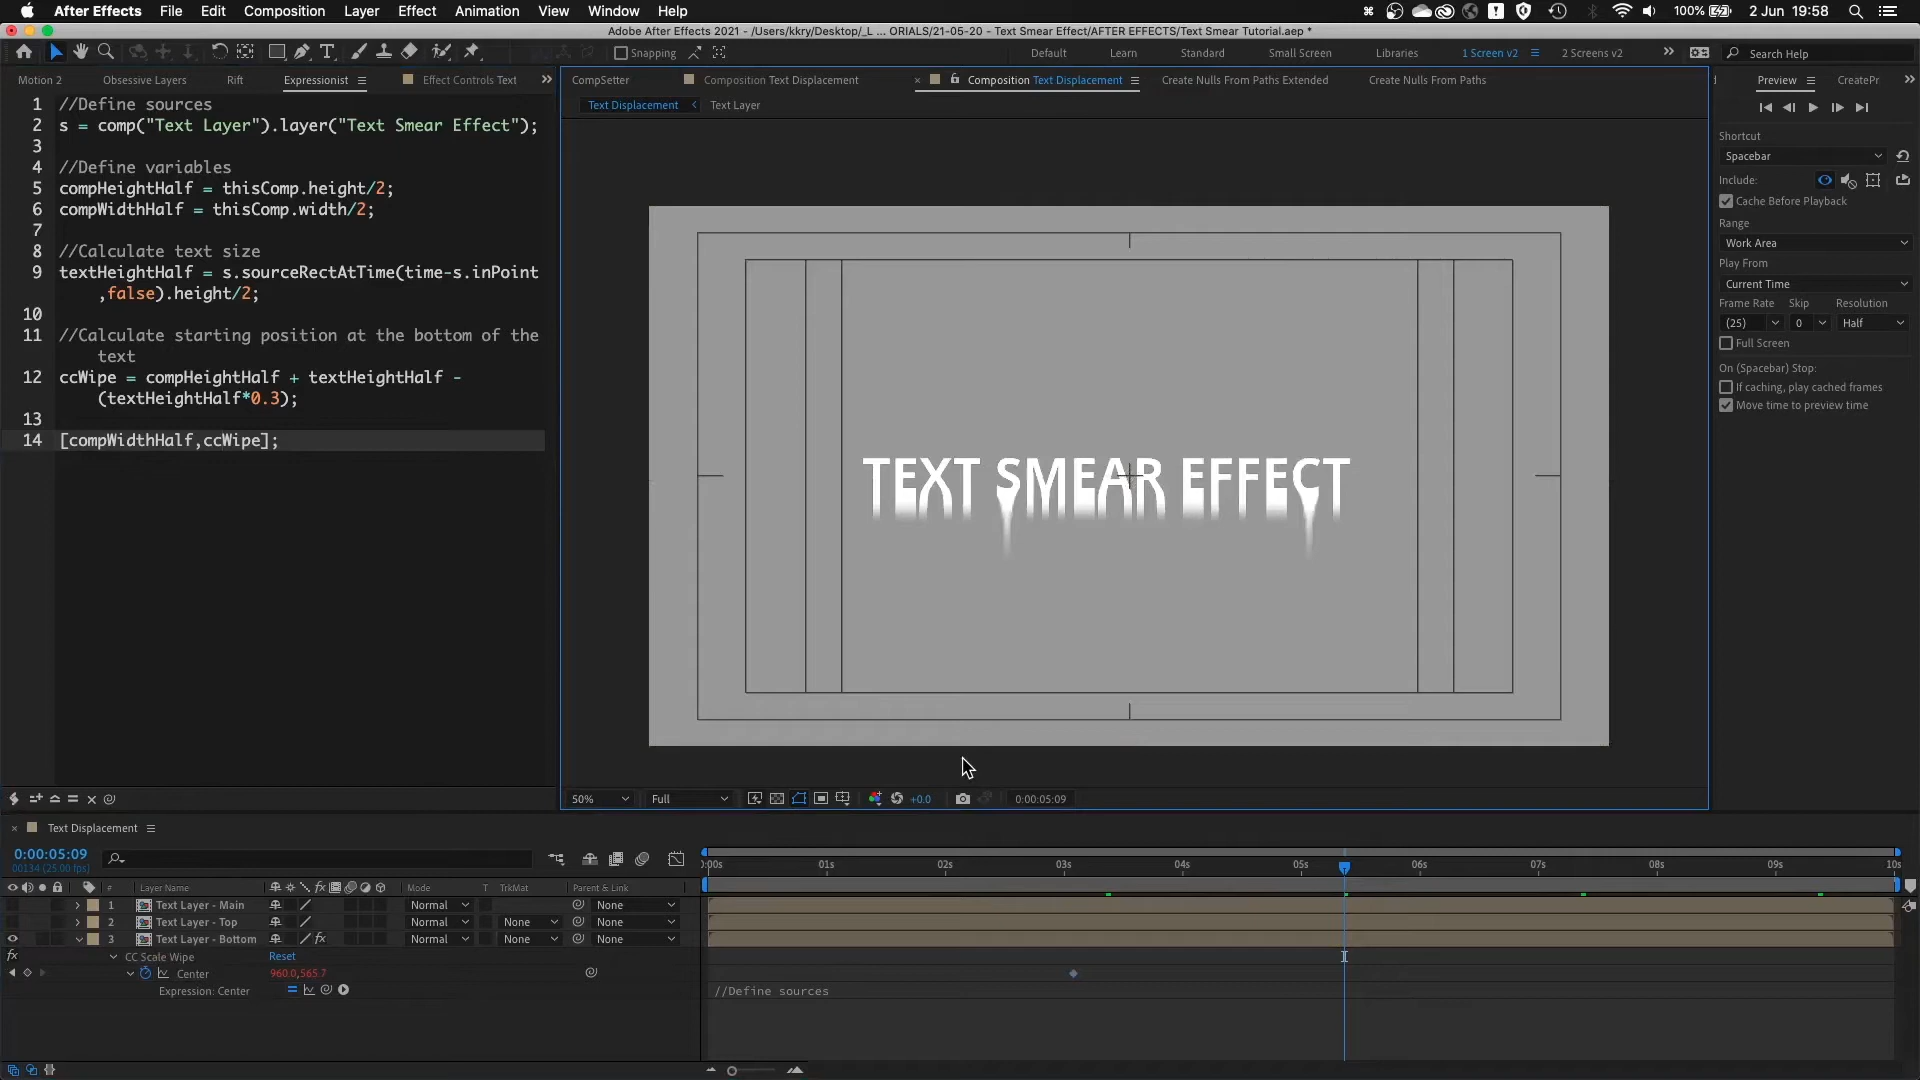 After Effects File Edit Composition Layer Effect Animation View Window Help 100% 2 Jun 19:58
Adobe After Effects 2021 - /Users/kkry/Desktop/_L ... ORIALS/21-05-20 - Text Smear Effect/AFTER EFFECTS/Text Smear Tutorial.aep *
Snapping Default Learn Standard Small Screen Libraries 1 Screen v2 2 Screens v2 Search Help
Motion 2 Obsessive Layers Rift Expressionist Effect Controls Text CompSetter Composition Text Displacement Composition Text Displacement Create Nulls From Paths Extended Create Nulls From Paths Preview CreatePr
Text Displacement Text Layer
1 //Define sources
2 s = comp("Text Layer").layer("Text Smear Effect");
3
4 //Define variables
5 compHeightHalf = thisComp.height/2;
6 compWidthHalf = thisComp.width/2;
7
8 //Calculate text size
9 textHeightHalf = s.sourceRectAtTime(time-s.inPoint
,false).height/2;
10
11 //Calculate starting position at the bottom of the
text
12 ccWipe = compHeightHalf + textHeightHalf -
(textHeightHalf*0.3);
13
14 [compWidthHalf,ccWipe];
TEXT SMEAR EFFECT
Shortcut
Spacebar
Include:
Cache Before Playback
Range
Work Area
Play From
Current Time
Frame Rate Skip Resolution
(25) 0 Half
Full Screen
On (Spacebar) Stop:
If caching, play cached frames
Move time to preview time
50% Full +0.0 0:00:05:09
Text Displacement
0:00:05:09
00134 (25.00 fps)
:00s 01s 02s 03s 04s 05s 06s 07s 08s 09s 10s
# Layer Name Mode T TrkMat Parent & Link
1 Text Layer - Main Normal None
2 Text Layer - Top Normal None None
3 Text Layer - Bottom Normal None None
fx CC Scale Wipe Reset
Center 960.0,565.7
Expression: Center //Define sources